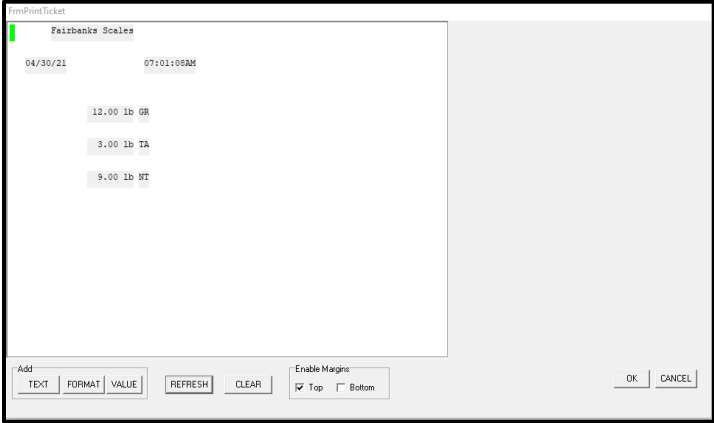 FrmPrintTicket
Fairbanks Scales
04/30/21 07:01:08AM
12.00 lb GR
3.00 lb TA
9.00 lb NT
Add
TEXT FORMAT VALUE REFRESH CLEAR
Enable Margins
Top Bottom
OK CANCEL